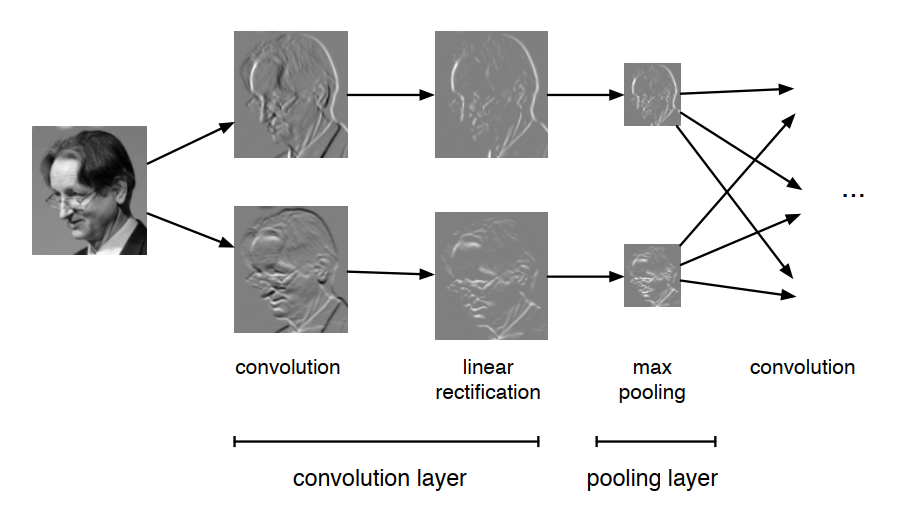 ...
convolution
linear
rectification
max
pooling
convolution
convolution layer
pooling layer